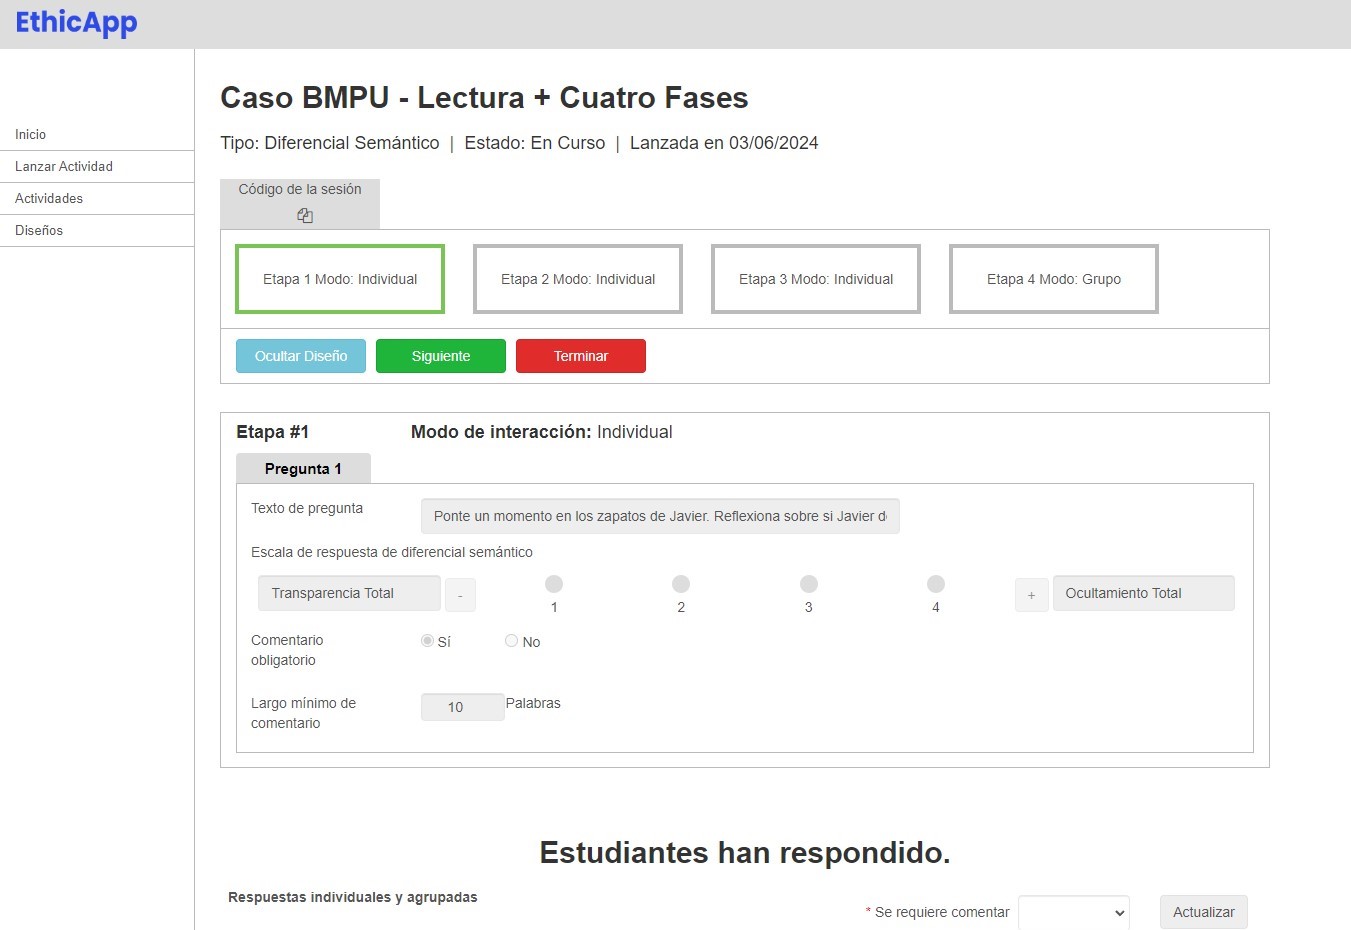 EthicApp
Inicio
Lanzar Actividad
Actividades
Diseños
Caso BMPU - Lectura + Cuatro Fases
Tipo: Diferencial Semántico | Estado: En Curso | Lanzada en 03/06/2024
Código de la sesión
Etapa 1 Modo: Individual
Etapa 2 Modo: Individual
Etapa 3 Modo: Individual
Etapa 4 Modo: Grupo
Ocultar Diseño
Siguiente
Terminar
Etapa #1
Modo de interacción: Individual
Pregunta 1
Texto de pregunta
Ponte un momento en los zapatos de Javier. Reflexiona sobre si Javier d
Escala de respuesta de diferencial semántico
Transparencia Total
-
1
2
3
4
+
Ocultamiento Total
Comentario
obligatorio
Sí
No
Largo mínimo de
comentario
10
Palabras
Estudiantes han respondido.
Respuestas individuales y agrupadas
* Se requiere comentar
Actualizar